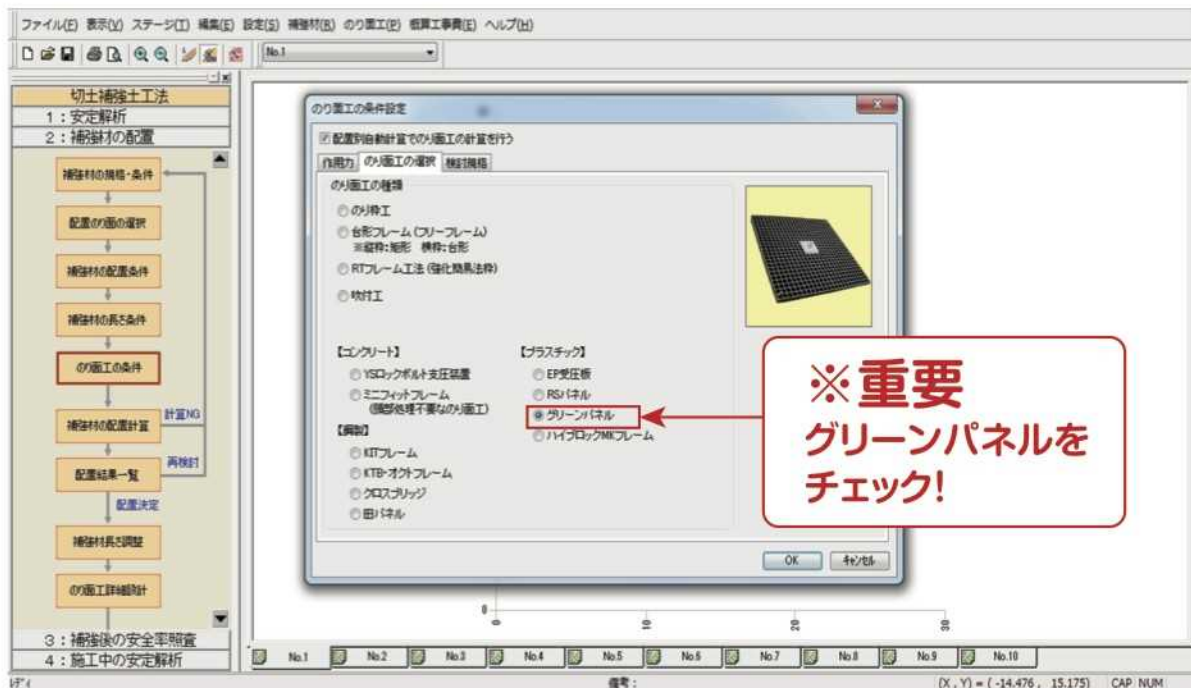 ファイル(F) 表示(V) ステージ(T) 編集(E) 設定(S) 補強材(R) のり面工(P) 概算工事費(E) ヘルプ(H)
No.1
切土補強土工法
1：安定解析
2：補強材の配置
補強材の規格・条件
配置のり面の選択
補強材の配置条件
補強材の長さ条件
のり面工の条件
補強材の配置計算
計算NG
配置結果一覧
再検討
配置決定
補強材長さ調整
のり面工詳細設計
3：補強後の安全率照査
4：施工中の安定解析
のり面工の条件設定
配置別自動計算でのり面工の計算を行う
作用力 のり面工の選択 検討規格
のり面工の種類
のり枠工
台形フレーム(フリーフレーム)
※縦枠:矩形 横枠:台形
RTフレーム工法(強化簡易法枠)
吹付工
【コンクリート】
YSロックボルト支圧装置
ミニフィットフレーム
(頭部処理不要なのり面工)
【鋼製】
KITフレーム
KTB・オクトフレーム
クロスブリッジ
田パネル
【プラスチック】
EP受圧板
RSパネル
グリーンパネル
ハイブロックMKフレーム
OK キャンセル
※重要
グリーンパネルを
チェック!
0
0 10 20 30
No.1 No.2 No.3 No.4 No.5 No.6 No.7 No.8 No.9 No.10
レディ 備考： (X , Y) = ( -14.476 , 15.175) CAP NUM